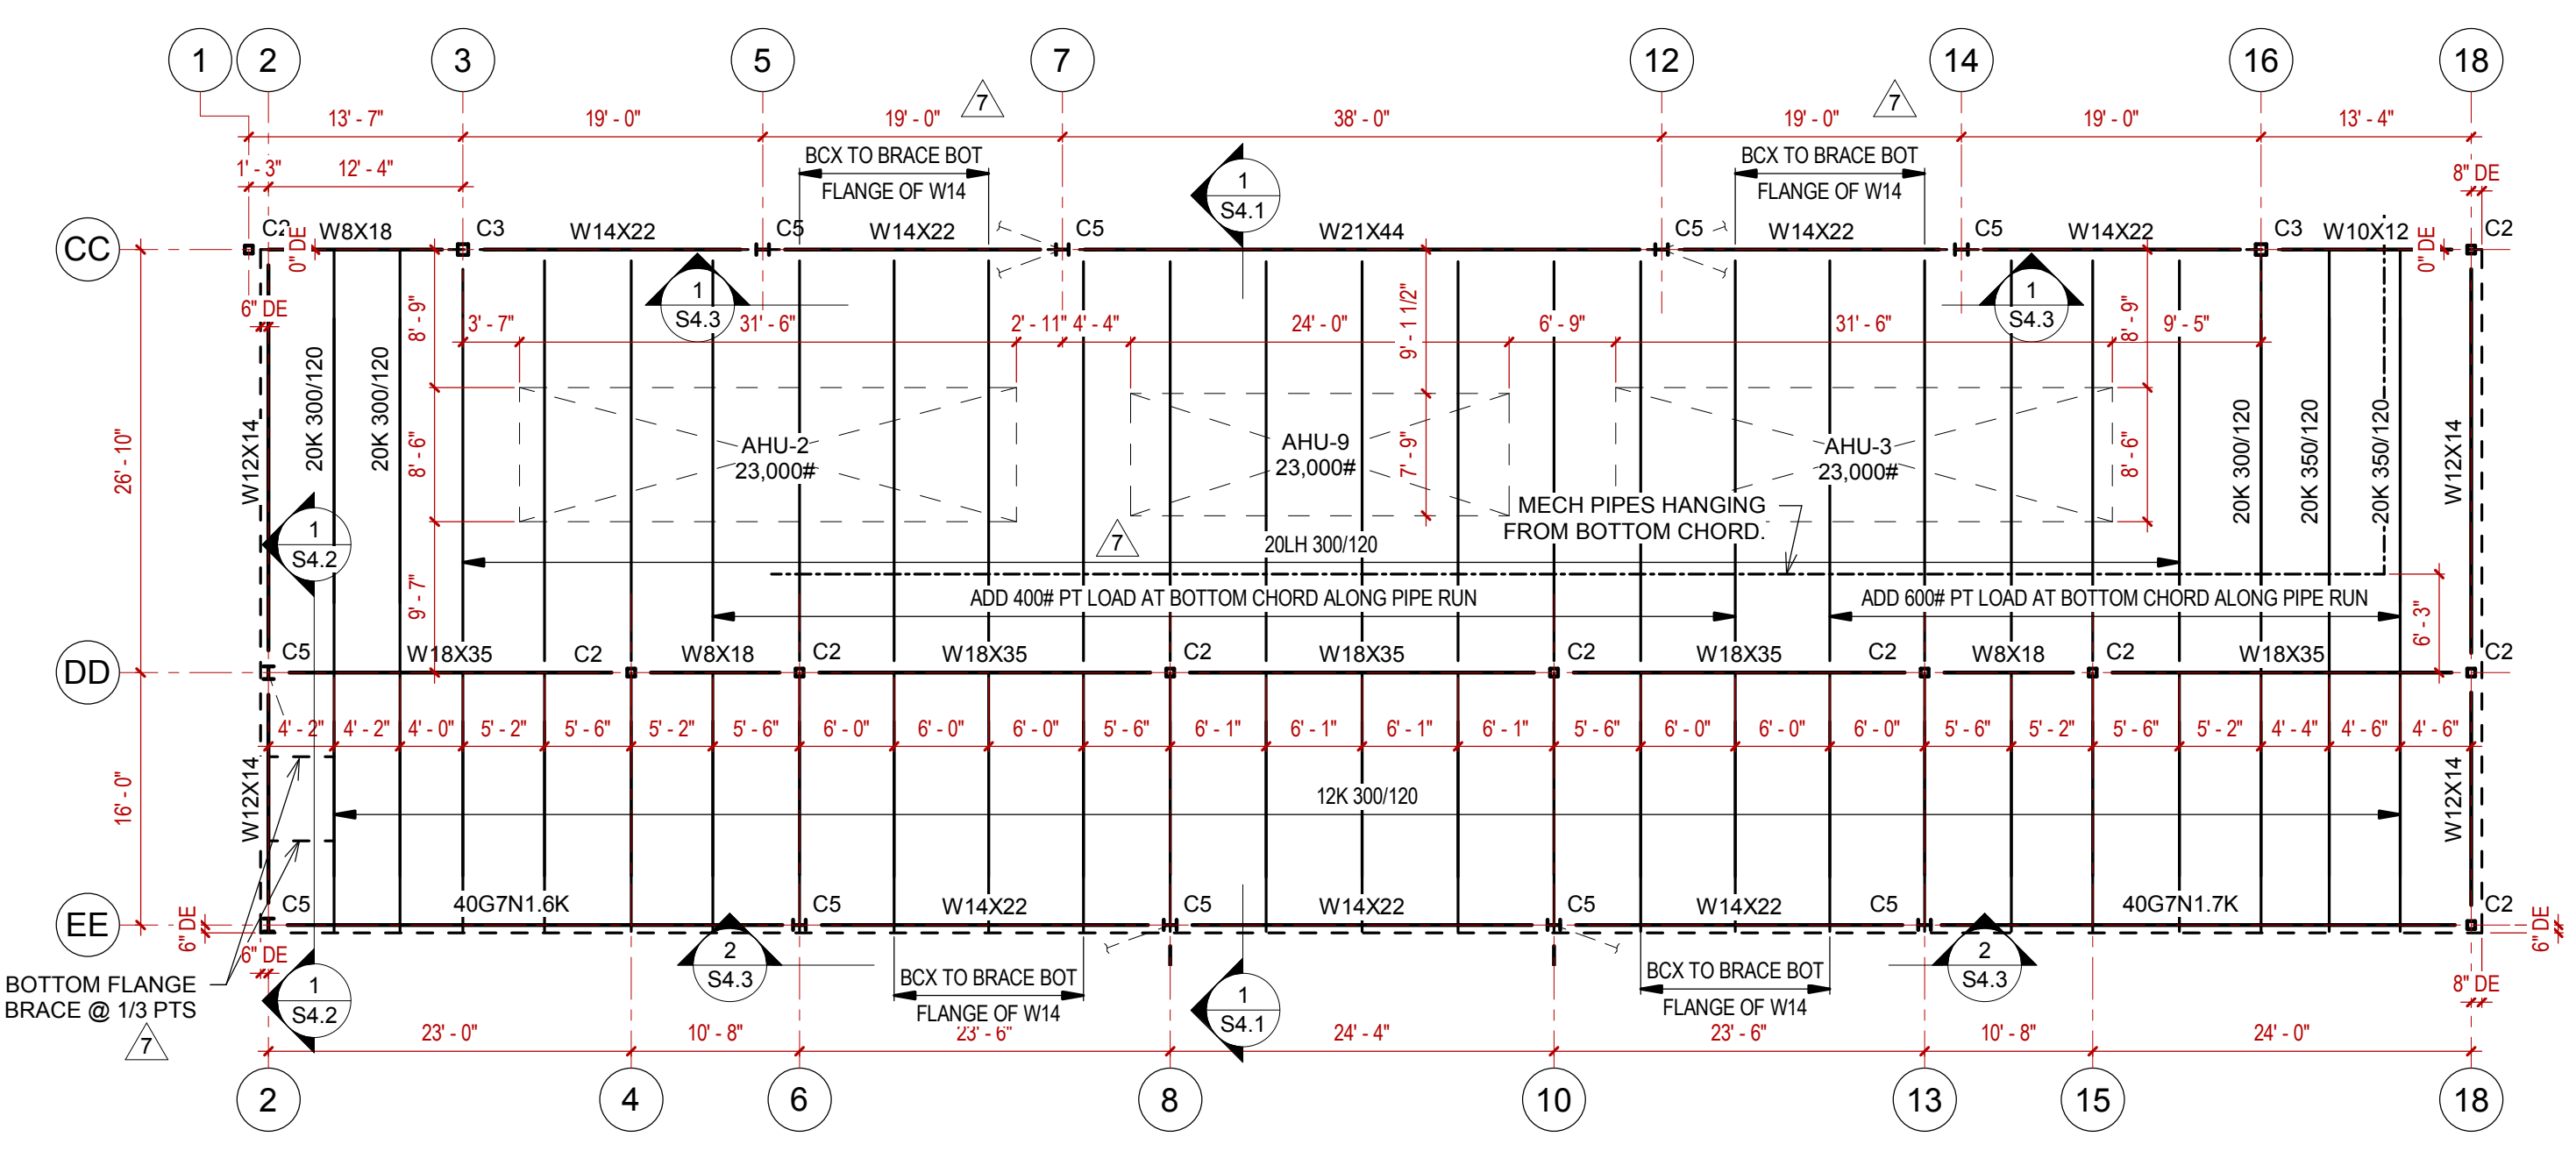 1
2
3
5
7
12
14
16
18
7
7
13' - 7"
19' - 0"
19' - 0"
38' - 0"
19' - 0"
19' - 0"
13' - 4"
1' - 3"
12' - 4"
BCX TO BRACE BOT
FLANGE OF W14
1
S4.1
BCX TO BRACE BOT
FLANGE OF W14
8" DE
CC
C2
W8X18
C3
W14X22
C5
W14X22
C5
W21X44
C5
W14X22
C5
W14X22
C3
W10X12
C2
0" DE
0" DE
6" DE
8' - 9"
1
S4.3
9' - 1 1/2"
1
S4.3
8' - 9"
3' - 7"
31' - 6"
2' - 11"
4' - 4"
24' - 0"
6' - 9"
31' - 6"
9' - 5"
20K 300/120
20K 300/120
W12X14
26' - 10"
8' - 6"
AHU-2
23,000#
AHU-9
23,000#
7' - 9"
AHU-3
23,000#
8' - 6"
20K 300/120
20K 350/120
20K 350/120
W12X14
MECH PIPES HANGING
FROM BOTTOM CHORD.
1
S4.2
7
20LH 300/120
9' - 7"
ADD 400# PT LOAD AT BOTTOM CHORD ALONG PIPE RUN
ADD 600# PT LOAD AT BOTTOM CHORD ALONG PIPE RUN
6' - 3"
DD
C5
W18X35
C2
W8X18
C2
W18X35
C2
W18X35
C2
W18X35
C2
W8X18
C2
W18X35
C2
4' - 2"
4' - 2"
4' - 0"
5' - 2"
5' - 6"
5' - 2"
5' - 6"
6' - 0"
6' - 0"
6' - 0"
5' - 6"
6' - 1"
6' - 1"
6' - 1"
6' - 1"
5' - 6"
6' - 0"
6' - 0"
6' - 0"
5' - 6"
5' - 2"
5' - 6"
5' - 2"
4' - 4"
4' - 6"
4' - 6"
16' - 0"
W12X14
12K 300/120
W12X14
EE
6" DE
C5
40G7N1.6K
C5
W14X22
C5
W14X22
C5
W14X22
C5
40G7N1.7K
C2
6" DE
6" DE
2
S4.3
2
S4.3
BOTTOM FLANGE
BRACE @ 1/3 PTS
7
1
S4.2
BCX TO BRACE BOT
FLANGE OF W14
1
S4.1
BCX TO BRACE BOT
FLANGE OF W14
8" DE
23' - 0"
10' - 8"
23' - 6"
24' - 4"
23' - 6"
10' - 8"
24' - 0"
2
4
6
8
10
13
15
18